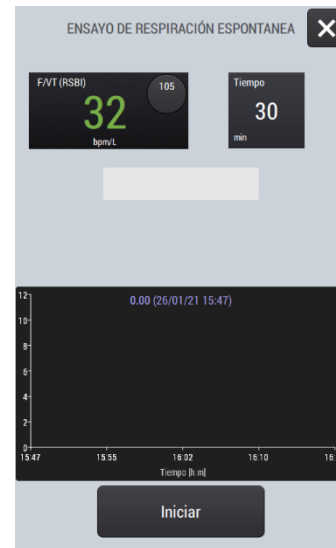 ENSAYO DE RESPIRACIÓN ESPONTANEA
F/VT (RSBI)
105
32
bpm/L
Tiempo
30
min
0.00 (26/01/21 15:47)
12
10
8
6
4
2
0
15:47 15:55 16:02 16:10 16:
Tiempo [h:m]
Iniciar